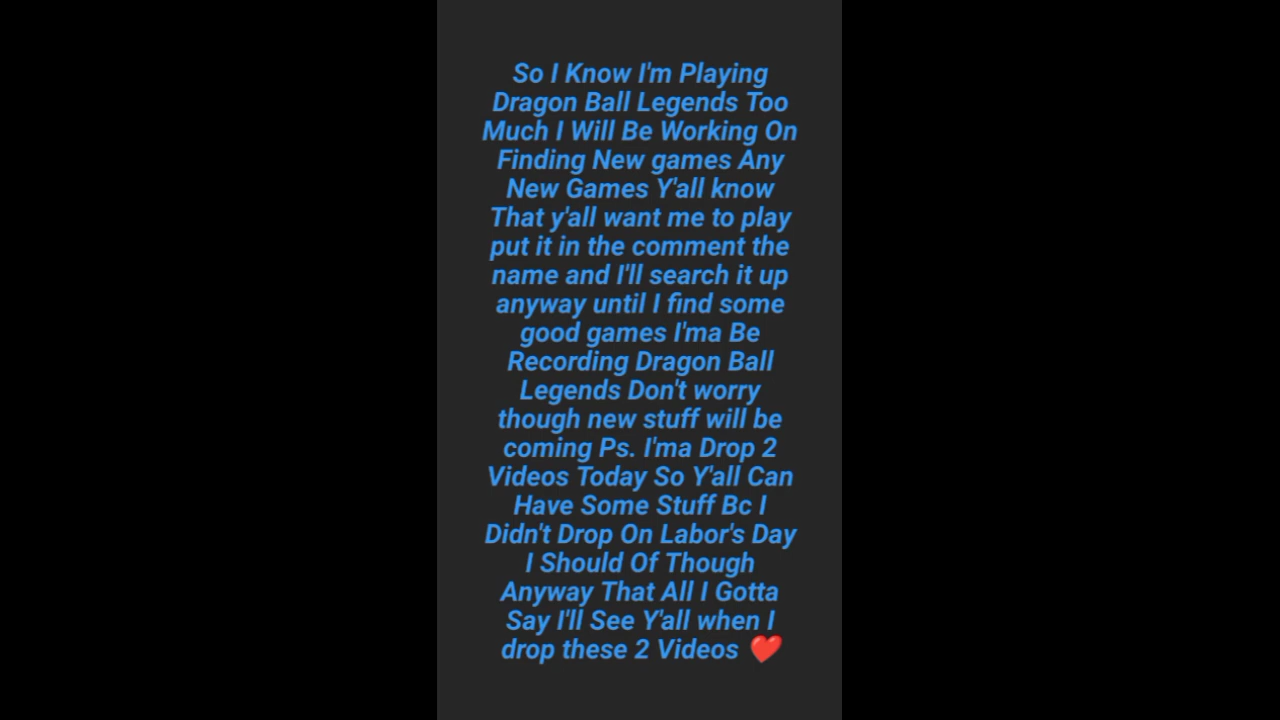 So I Know I'm Playing
Dragon Ball Legends Too
Much I Will Be Working On
Finding New games Any
New Games Y'all know
That y'all want me to play
put it in the comment the
name and I'll search it up
anyway until I find some
good games I'ma Be
Recording Dragon Ball
Legends Don't worry
though new stuff will be
coming Ps. I'ma Drop 2
Videos Today So Y'all Can
Have Some Stuff Bc I
Didn't Drop On Labor's Day
I Should Of Though
Anyway That All I Gotta
Say I'll See Y'all when I
drop these 2 Videos ❤️